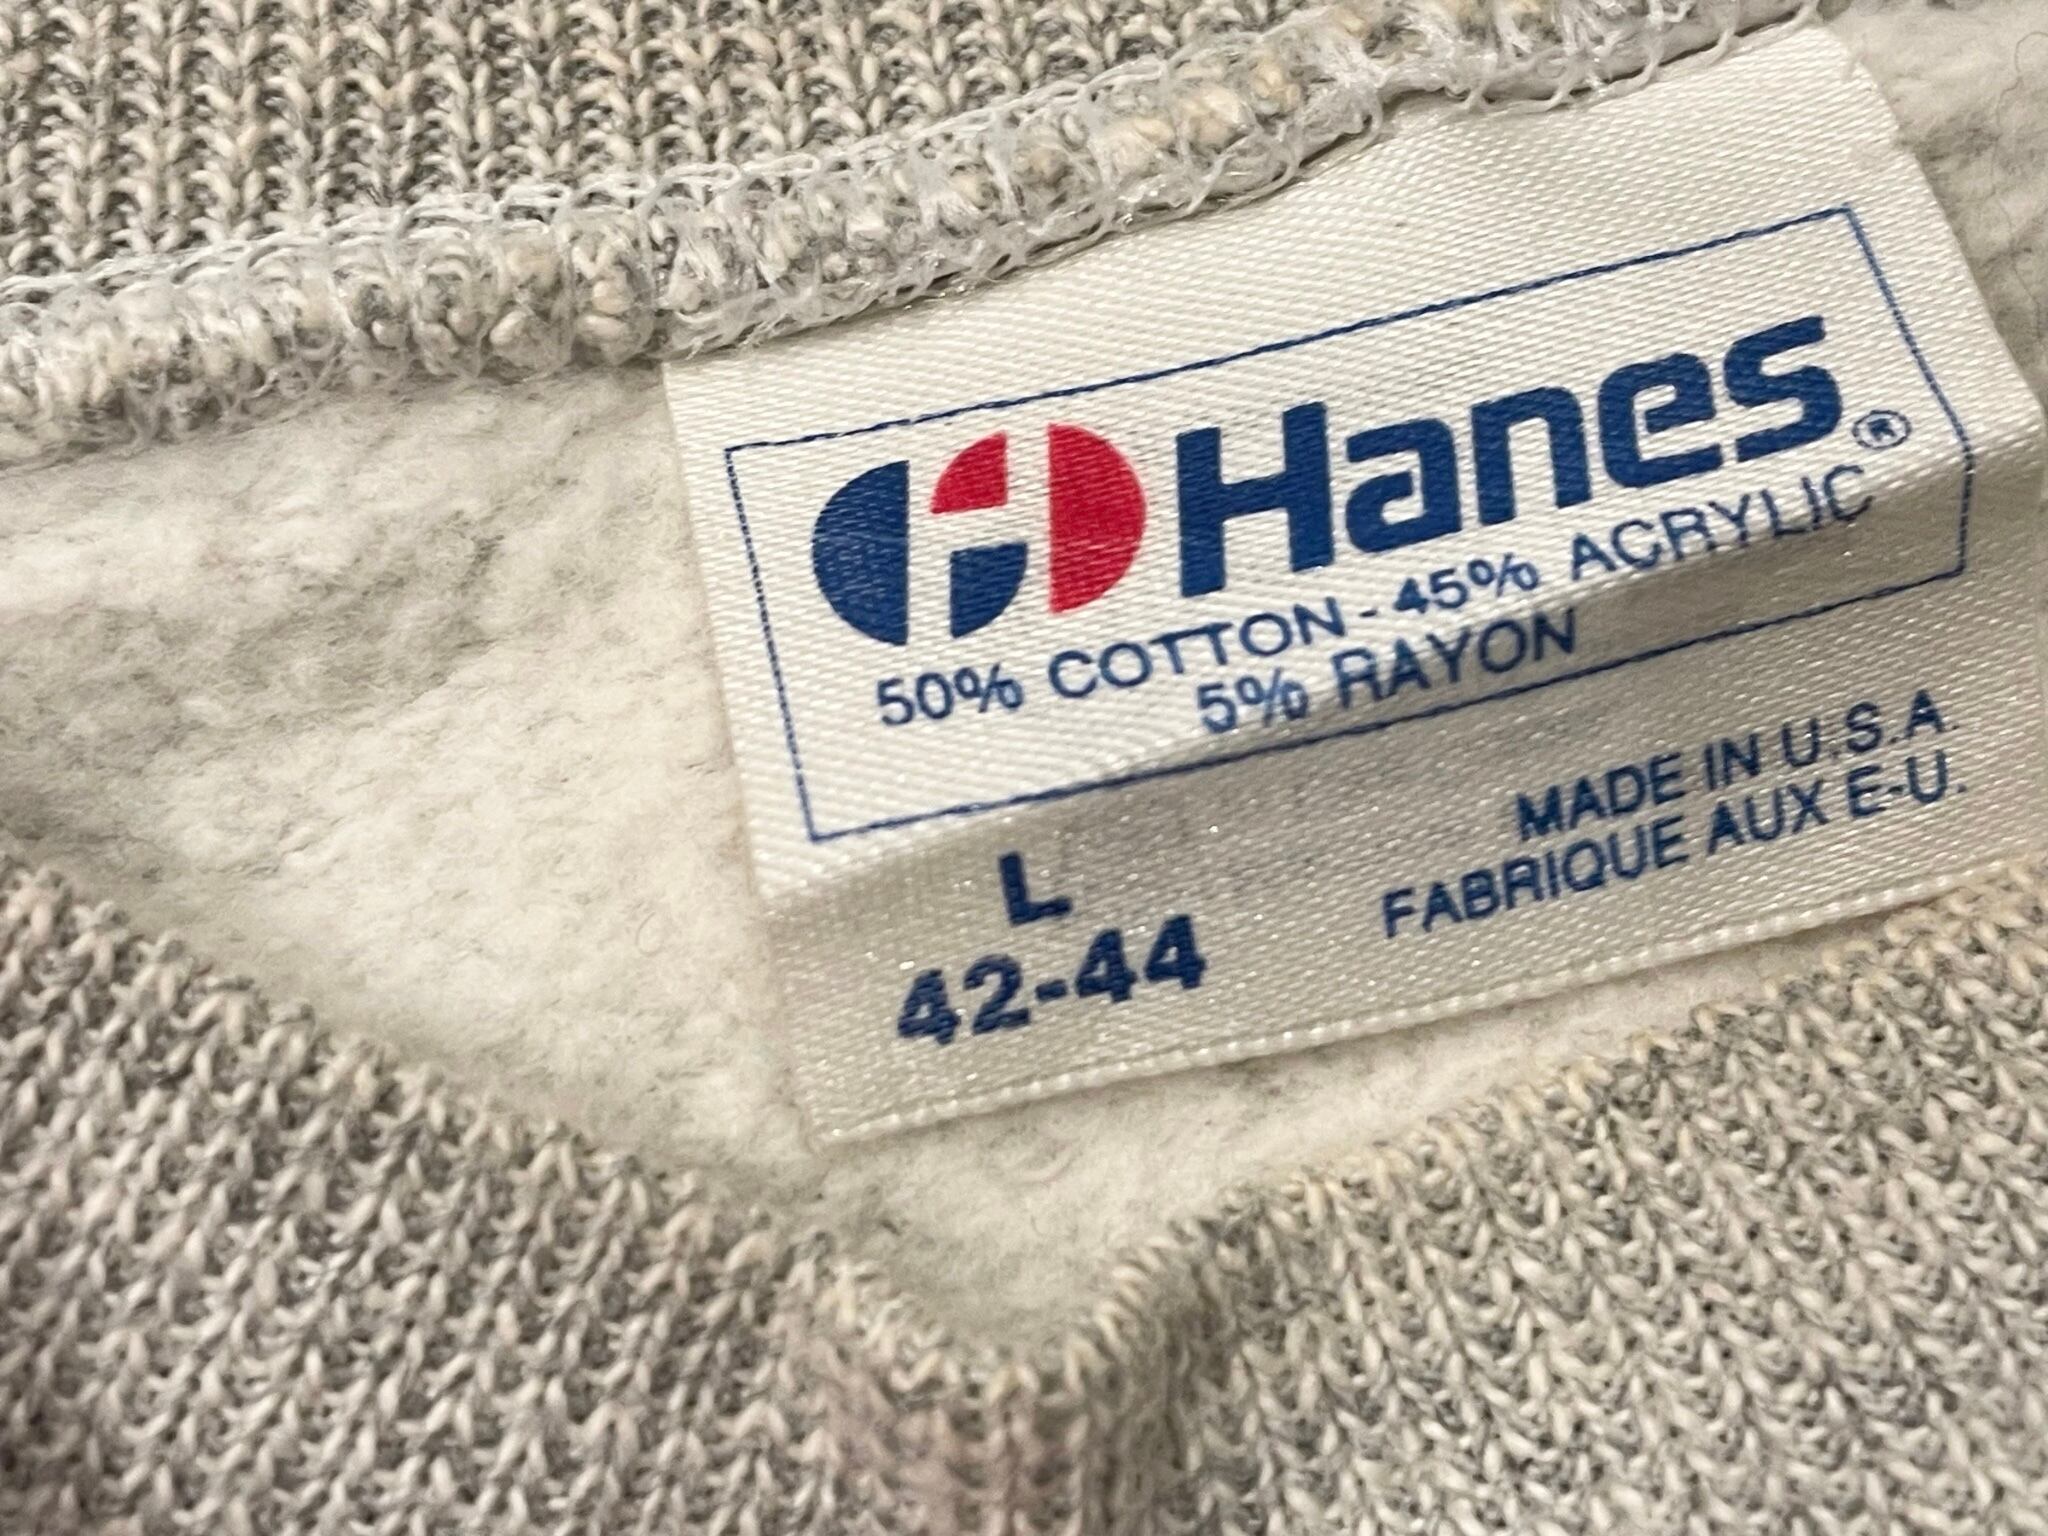 Hanes®
50% COTTON - 45% ACRYLIC
5% RAYON
L
42-44
MADE IN U.S.A.
FABRIQUE AUX E-U.